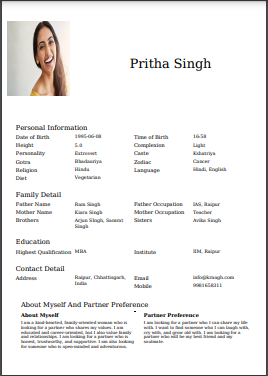 Pritha Singh
Personal Information
Date of Birth 1995-06-08 Time of Birth 16:58
Height 5.0 Complexion Light
Personality Extrovert Caste Kshatriya
Gotra Bhadauriya Zodiac Cancer
Religion Hindu Language Hindi, English
Diet Vegetarian
Family Detail
Father Name Ram Singh Father Occupation IAS, Raipur
Mother Name Kiara Singh Mother Occupation Teacher
Brothers Arjun Singh, Samrat Sisters Avika Singh
Singh
Education
Highest Qualification MBA Institute IIM, Raipur
Contact Detail
Address Raipur, Chhattisgarh, Email
India Mobile
About Myself And Partner Preference
About Myself
I am a kind-hearted, family-oriented woman who is
looking for a partner who shares my values. I am
educated and career-oriented, but I also value family
and relationships. I am looking for a partner who is
honest, trustworthy, and supportive. I am also looking
for someone who is open-minded and adventurous.
Partner Preference
I am looking for a partner who I can share my life
with. I want to find someone who I can laugh with,
cry with, and grow old with. I am looking for a
partner who will be my best friend and my
soulmate.